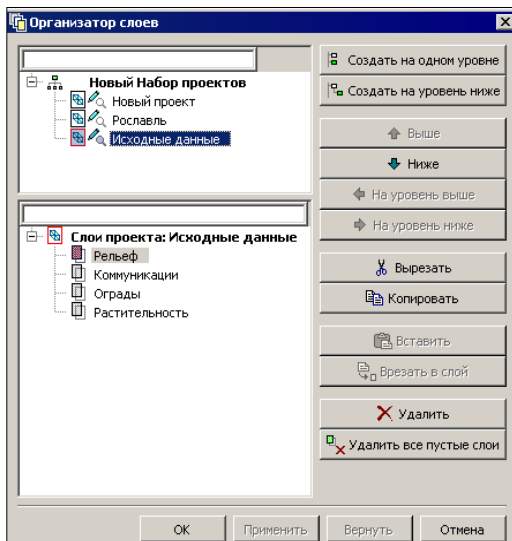 Организатор слоев
Новый Набор проектов
Новый проект
Рославль
Исходные данные
Слои проекта: Исходные данные
Рельеф
Коммуникации
Ограды
Растительность
Создать на одном уровне
Создать на уровень ниже
Выше
Ниже
На уровень выше
На уровень ниже
Вырезать
Копировать
Вставить
Врезать в слой
Удалить
Удалить все пустые слои
ОК
Применить
Вернуть
Отмена